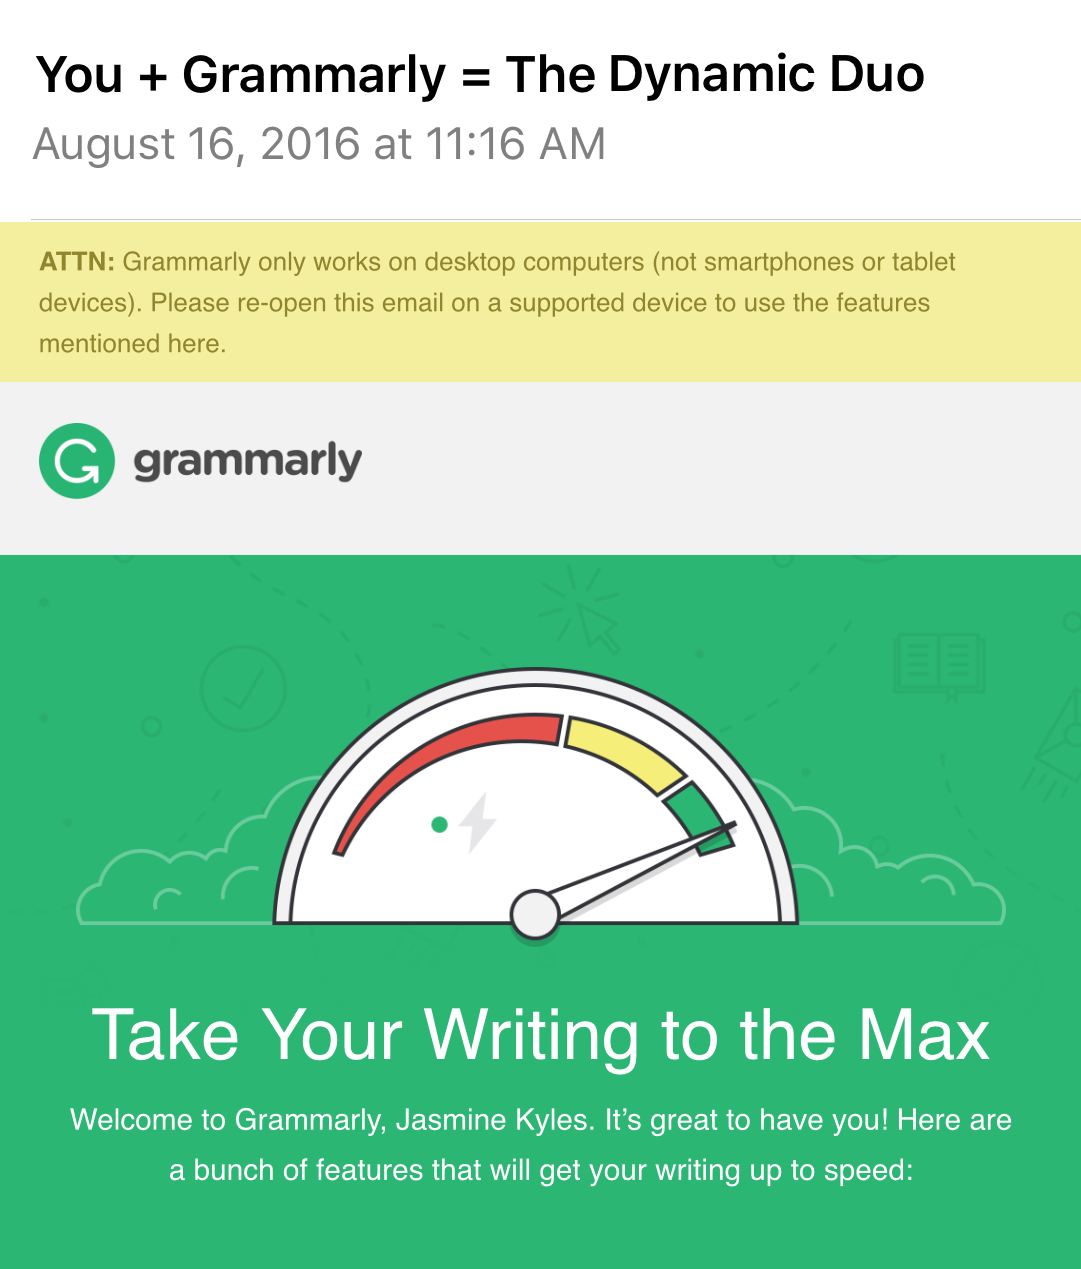 You + Grammarly = The Dynamic Duo
August 16, 2016 at 11:16 AM
ATTN: Grammarly only works on desktop computers (not smartphones or tablet
devices). Please re-open this email on a supported device to use the features
mentioned here.
grammarly
Take Your Writing to the Max
Welcome to Grammarly, Jasmine Kyles. It’s great to have you! Here are
a bunch of features that will get your writing up to speed: